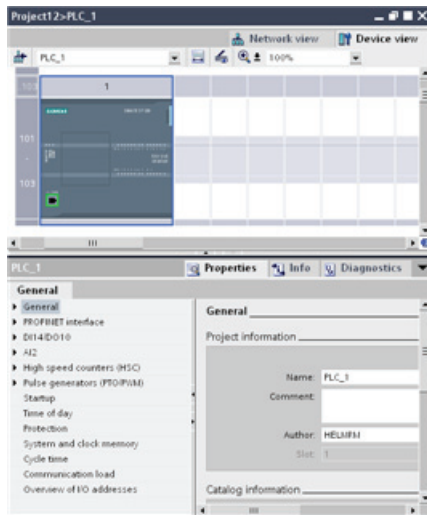 Project12>PLC_1
Network view
Device view
PLC_1
100%
103
1
SIEMENS
101
-
103
PLC_1
Properties
Info
Diagnostics
General
General
PROFINET interface
DI14/DO10
AI2
High speed counters (HSC)
Pulse generators (PTO/PWM)
Startup
Time of day
Protection
System and clock memory
Cycle time
Communication load
Overview of I/O addresses
General
Project information
Name: PLC_1
Comment:
Author: HELMRM
Slot: 1
Catalog information